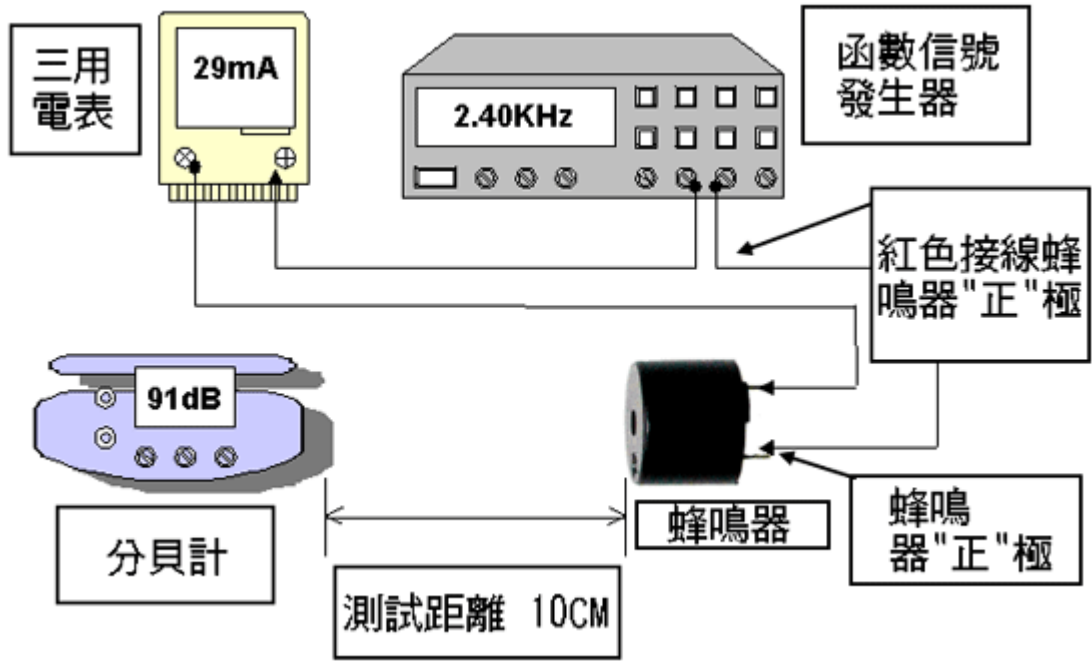 三用
電表
29mA
2.40KHz
函數信號
發生器
紅色接線蜂
鳴器"正"極
91dB
分貝計
蜂鳴器
蜂鳴
器"正"極
測試距離 10CM